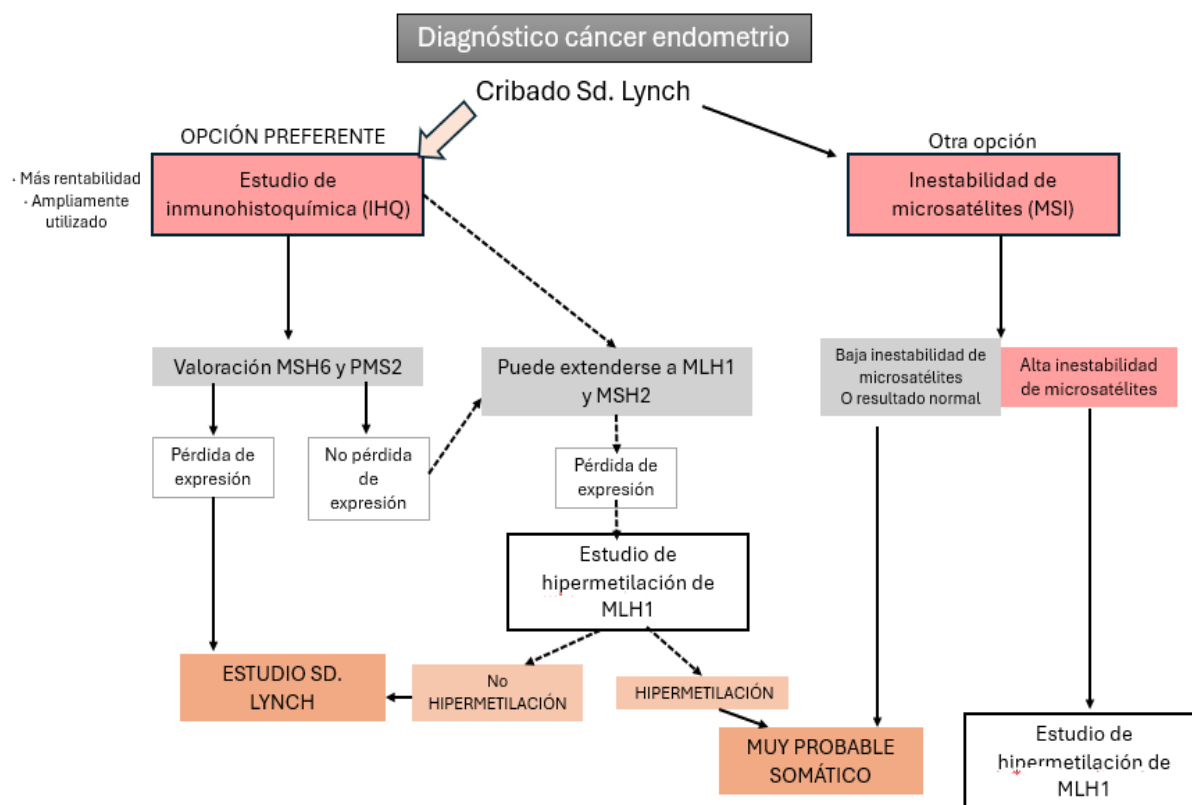 Diagnóstico cáncer endometrio
Cribado Sd. Lynch
OPCIÓN PREFERENTE
Otra opción
· Más rentabilidad
· Ampliamente
utilizado
Estudio de
inmunohistoquímica (IHQ)
Inestabilidad de
microsatélites (MSI)
Valoración MSH6 y PMS2
Puede extenderse a MLH1
y MSH2
Baja inestabilidad de
microsatélites
O resultado normal
Alta inestabilidad
de microsatélites
Pérdida de
expresión
No pérdida
de
expresión
Pérdida de
expresión
Estudio de
hipermetilación de
MLH1
ESTUDIO SD.
LYNCH
No
HIPERMETILACIÓN
HIPERMETILACIÓN
MUY PROBABLE
SOMÁTICO
Estudio de
hipermetilación de
MLH1